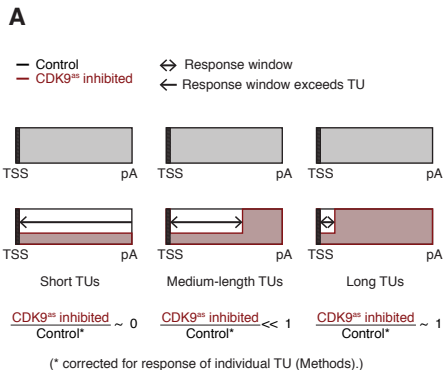 A
Control
CDK9as inhibited
Response window
Response window exceeds TU
TSS pA TSS pA TSS pA
TSS pA TSS pA TSS pA
Short TUs Medium-length TUs Long TUs
CDK9as inhibited ~ 0 CDK9as inhibited << 1 CDK9as inhibited ~ 1
Control* Control* Control*
(* corrected for response of individual TU (Methods).)